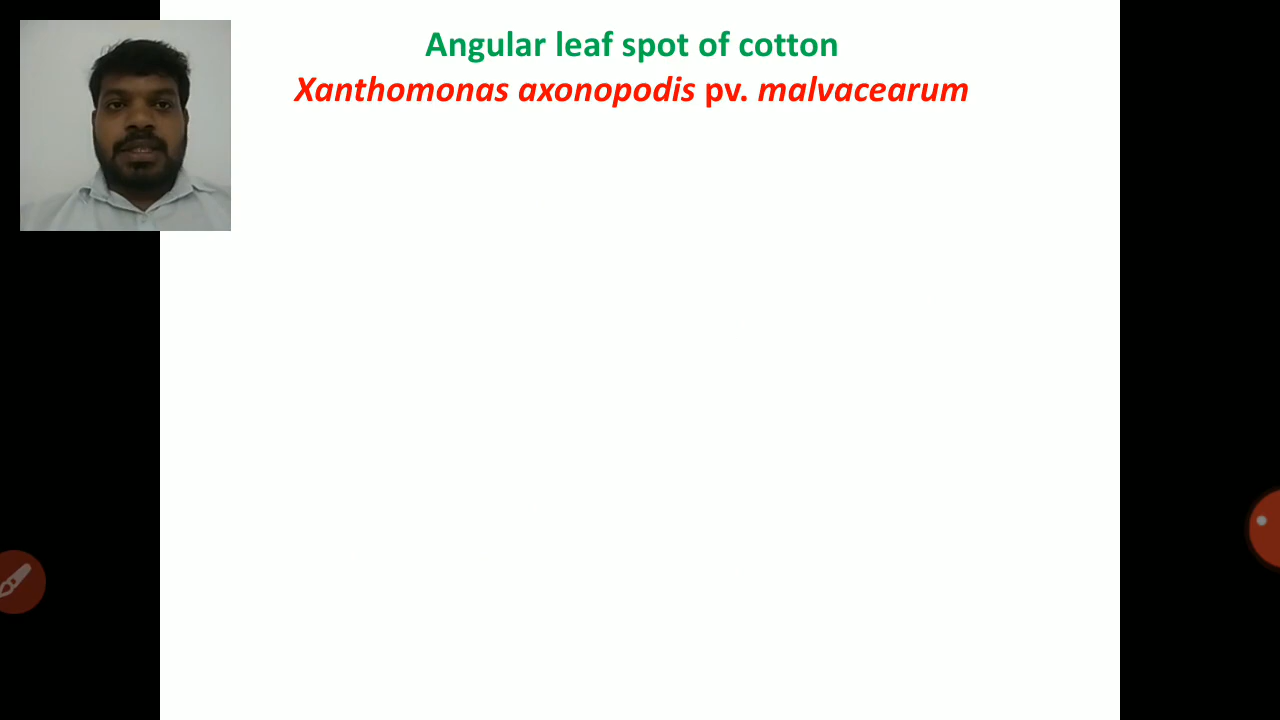 Angular leaf spot of cotton
Xanthomonas axonopodis pv. malvacearum